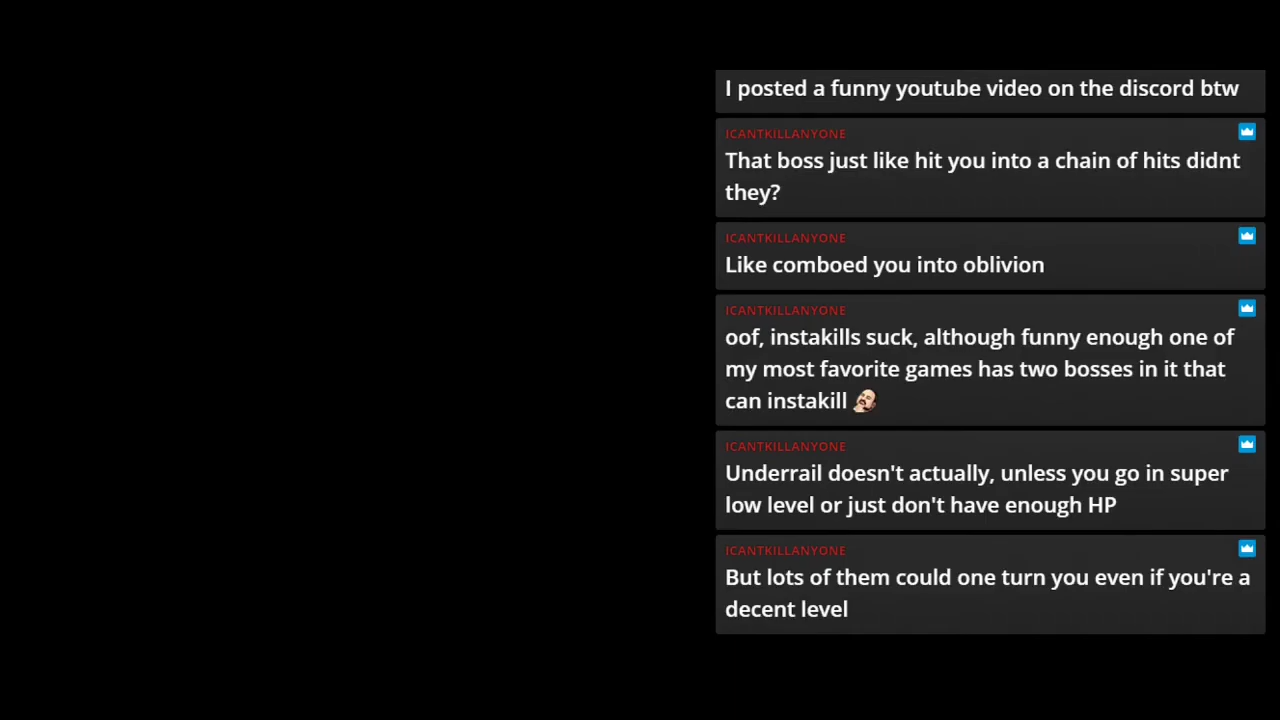 I posted a funny youtube video on the discord btw
ICANTKILLANYONE
That boss just like hit you into a chain of hits didnt
they?
ICANTKILLANYONE
Like comboed you into oblivion
ICANTKILLANYONE
oof, instakills suck, although funny enough one of
my most favorite games has two bosses in it that
can instakill
ICANTKILLANYONE
Underrail doesn't actually, unless you go in super
low level or just don't have enough HP
ICANTKILLANYONE
But lots of them could one turn you even if you're a
decent level